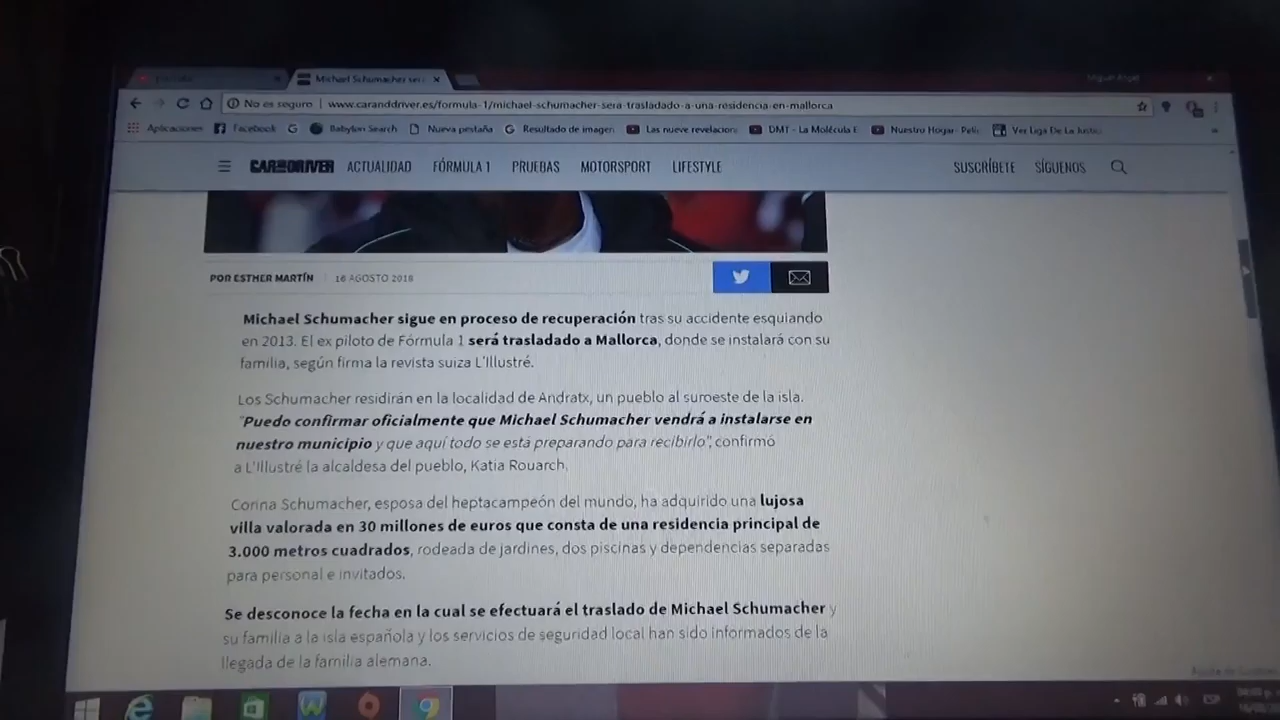 Michael Schumacher ser
Miguel Angel
No es seguro | www.caranddriver.es/formula-1/michael-schumacher-sera-trasladado-a-una-residencia-en-mallorca
Aplicaciones Facebook Babylon Search Nueva pestaña Resultado de imagen Las nueve revelacion DMT - La Molécula E Nuestro Hogar- Pelí Ver Liga De La Justic
CAR AND DRIVER ACTUALIDAD FÓRMULA 1 PRUEBAS MOTORSPORT LIFESTYLE SUSCRÍBETE SÍGUENOS
POR ESTHER MARTÍN 16 AGOSTO 2018
Michael Schumacher sigue en proceso de recuperación tras su accidente esquiando
en 2013. El ex piloto de Fórmula 1 será trasladado a Mallorca, donde se instalará con su
familia, según firma la revista suiza L'Illustré.
Los Schumacher residirán en la localidad de Andratx, un pueblo al suroeste de la isla.
"Puedo confirmar oficialmente que Michael Schumacher vendrá a instalarse en
nuestro municipio y que aquí todo se está preparando para recibirlo", confirmó
a L'Illustré la alcaldesa del pueblo, Katia Rouarch.
Corina Schumacher, esposa del heptacampeón del mundo, ha adquirido una lujosa
villa valorada en 30 millones de euros que consta de una residencia principal de
3.000 metros cuadrados, rodeada de jardines, dos piscinas y dependencias separadas
para personal e invitados.
Se desconoce la fecha en la cual se efectuará el traslado de Michael Schumacher y
su familia a la isla española y los servicios de seguridad local han sido informados de la
llegada de la familia alemana.